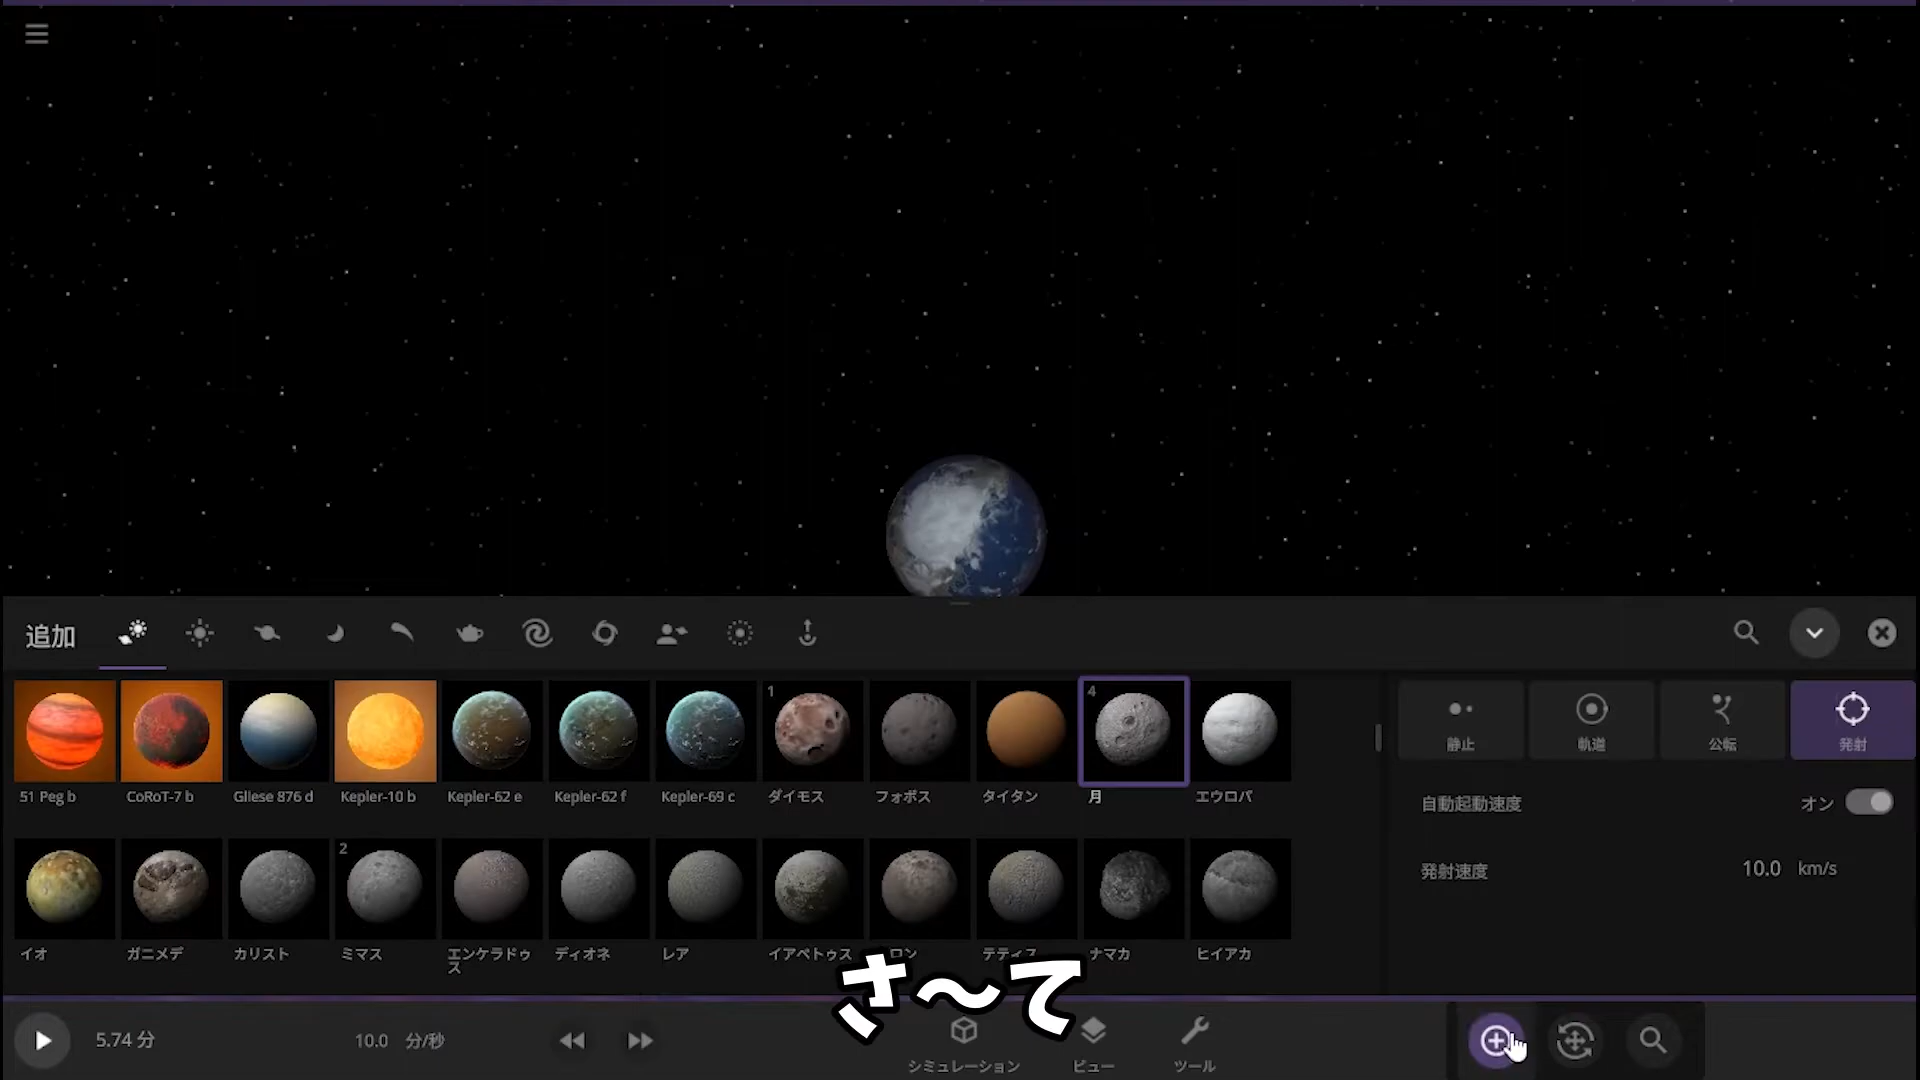 追加
51 Peg b
CoRoT-7 b
Gliese 876 d
Kepler-10 b
Kepler-62 e
Kepler-62 f
Kepler-69 c
1
ダイモス
フォボス
タイタン
4
月
エウロパ
イオ
ガニメデ
カリスト
2
ミマス
エンケラドゥ
ス
ディオネ
レア
イアペトゥス
テティス
ナマカ
ヒイアカ
静止
軌道
公転
発射
自動起動速度
オン
発射速度
10.0 km/s
さ～て
5.74 分
10.0 分/秒
シミュレーション
ビュー
ツール